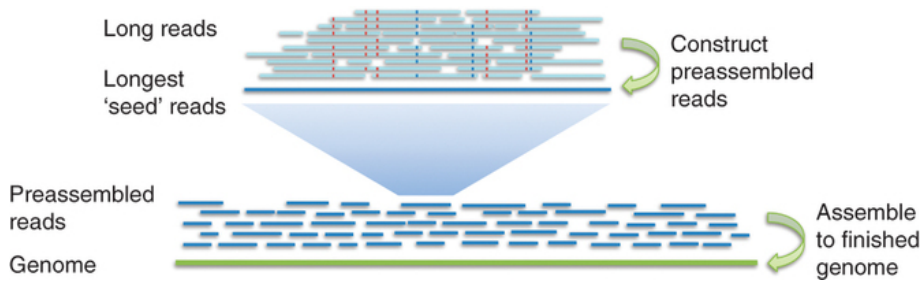 Long reads
Longest
‘seed’ reads
Construct
preassembled
reads
Preassembled
reads
Genome
Assemble
to finished
genome